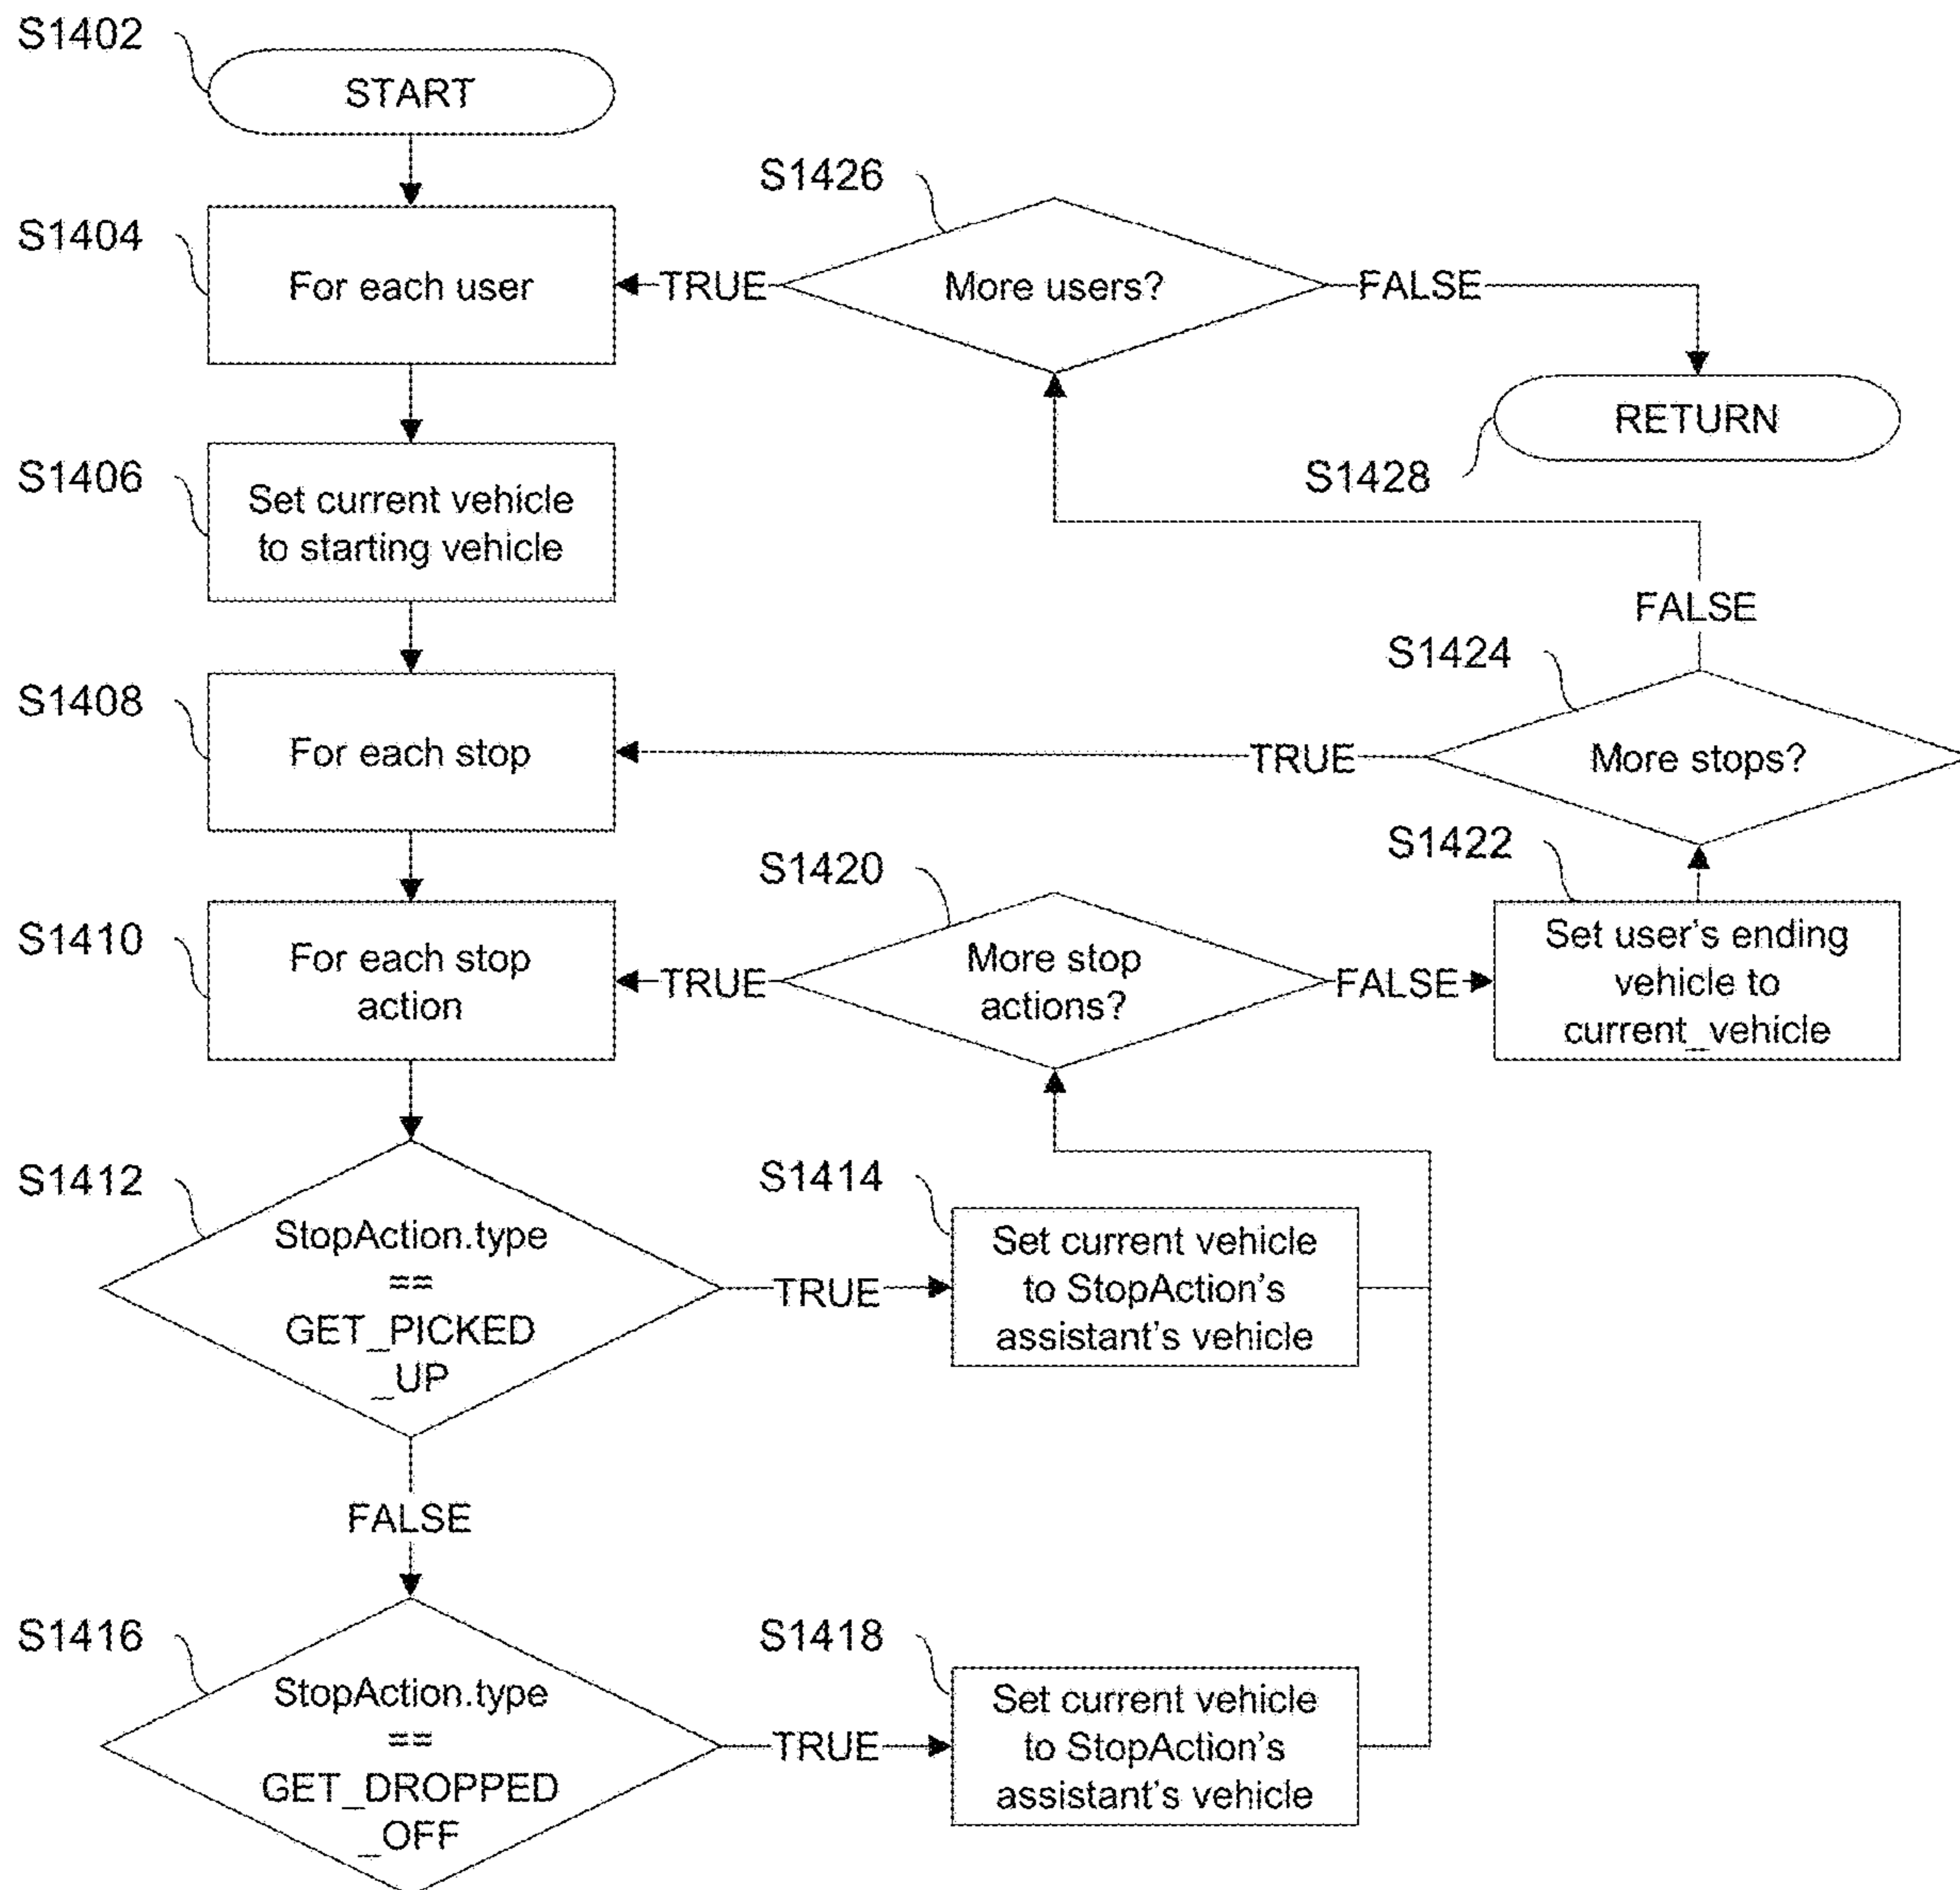 S1402
START
S1404
For each user
S1426
More users?
TRUE
FALSE
RETURN
S1428
S1406
Set current vehicle
to starting vehicle
S1408
For each stop
TRUE
S1424
More stops?
FALSE
S1410
For each stop
action
TRUE
S1420
More stop
actions?
FALSE
S1422
Set user's ending
vehicle to
current_vehicle
S1412
StopAction.type
==
GET_PICKED
_UP
TRUE
S1414
Set current vehicle
to StopAction's
assistant's vehicle
FALSE
S1416
StopAction.type
==
GET_DROPPED
_OFF
TRUE
S1418
Set current vehicle
to StopAction's
assistant's vehicle